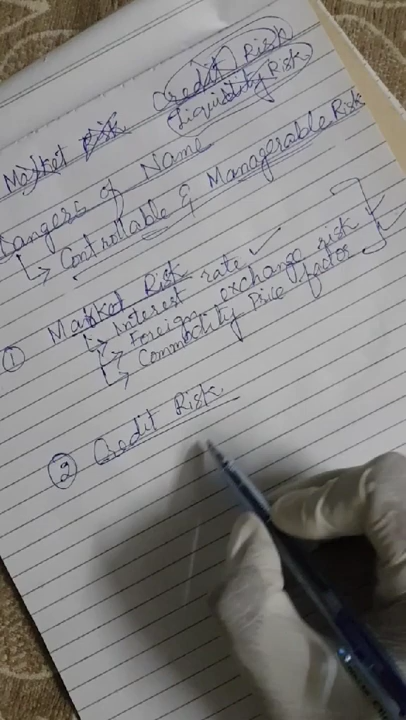 Credit Risk
Market Risk Liquidity Risk
Dangers of Name
Controllable & Managerable Risk
① Market Risk
Interest rate
Foreign exchange risk
Commodity Price factor
② Credit Risk